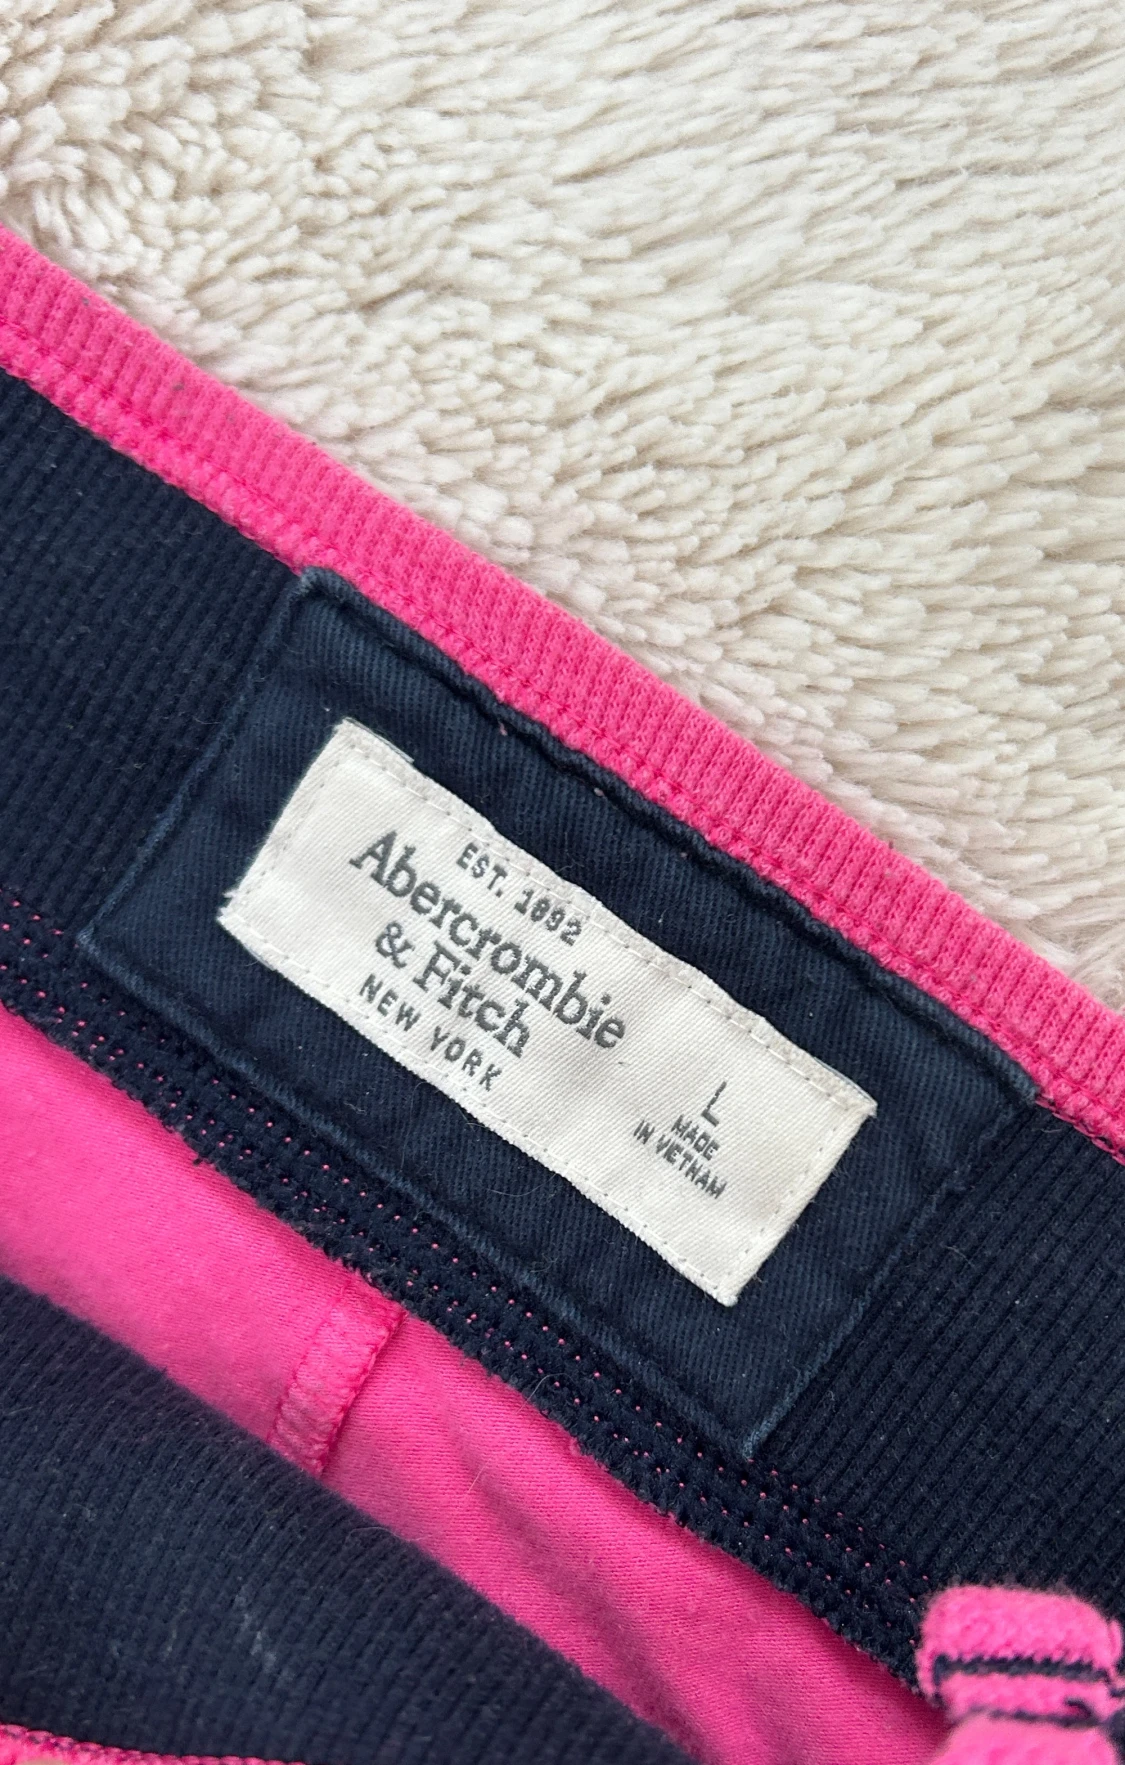 EST. 1892
Abercrombie
& Fitch
NEW YORK
L
MADE
IN VIETNAM